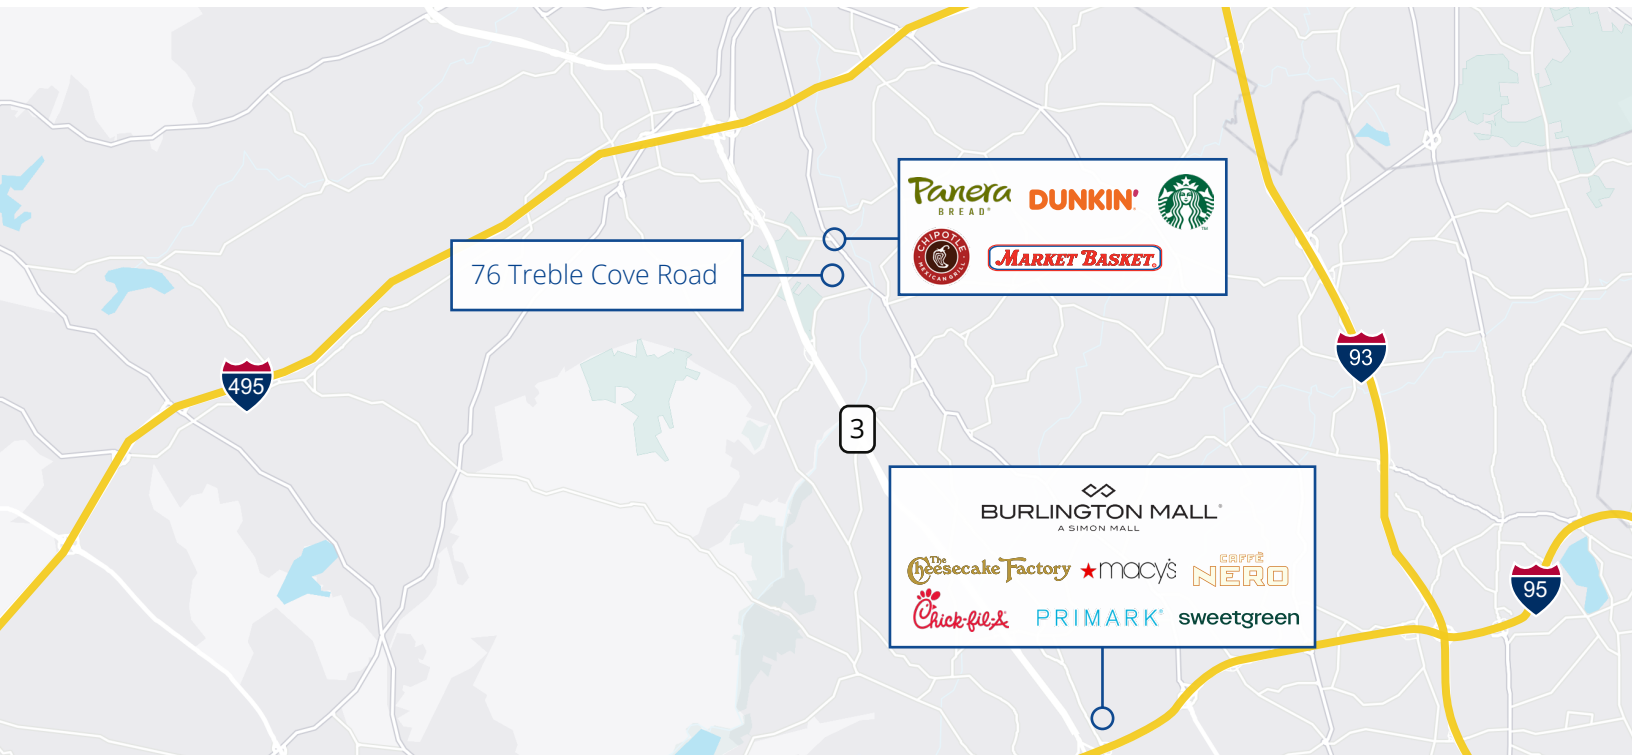 Panera
BREAD®
DUNKIN'
76 Treble Cove Road
CHIPOTLE
MEXICAN GRILL
MARKET BASKET.
93
495
3
BURLINGTON MALL®
A SIMON MALL
The Cheesecake Factory
★macy's
CAFFÈ
NERO
95
Chick-fil-A
PRIMARK®
sweetgreen